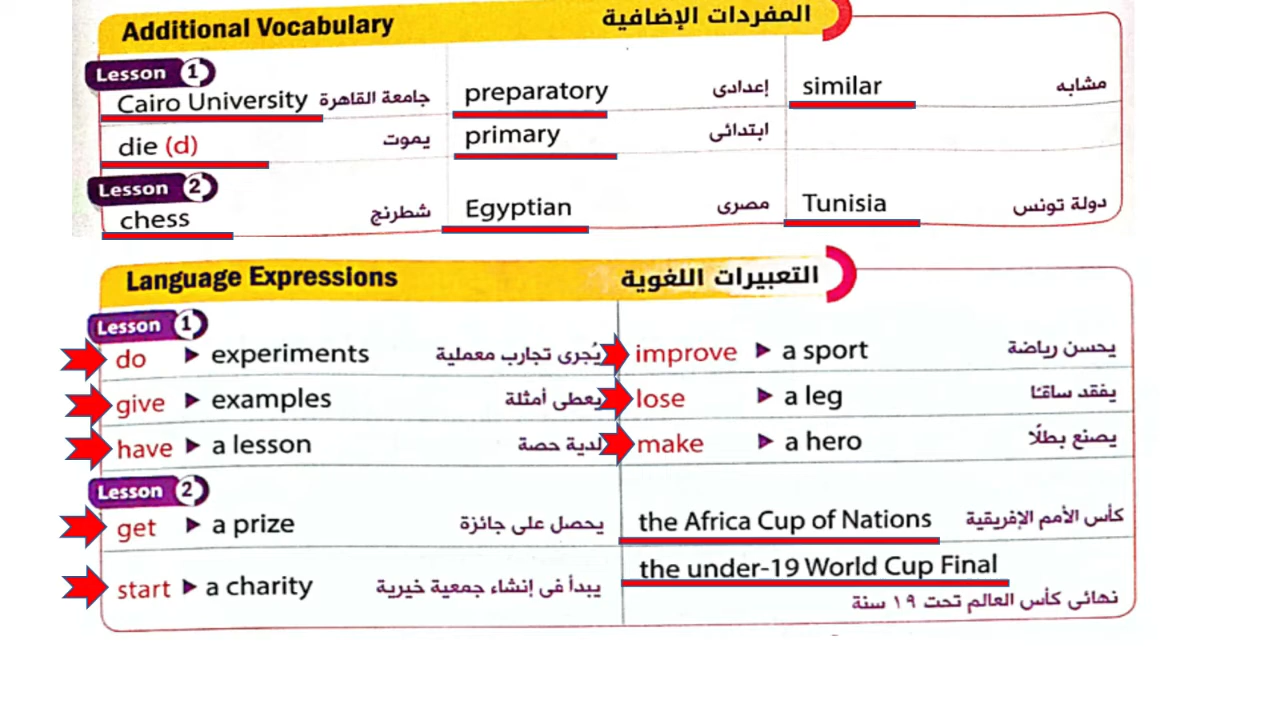 Additional Vocabulary المفردات الإضافية
Lesson 1
Cairo University جامعة القاهرة preparatory إعدادى similar مشابه
die (d) يموت primary ابتدائى
Lesson 2
chess شطرنج Egyptian مصرى Tunisia دولة تونس
Language Expressions التعبيرات اللغوية
Lesson 1
do experiments يُجرى تجارب معملية improve a sport يحسن رياضة
give examples يعطى أمثلة lose a leg يفقد ساقًا
have a lesson لدية حصة make a hero يصنع بطلًا
Lesson 2
get a prize يحصل على جائزة the Africa Cup of Nations كأس الأمم الإفريقية
start a charity يبدأ فى إنشاء جمعية خيرية the under-19 World Cup Final
نهائى كأس العالم تحت ١٩ سنة